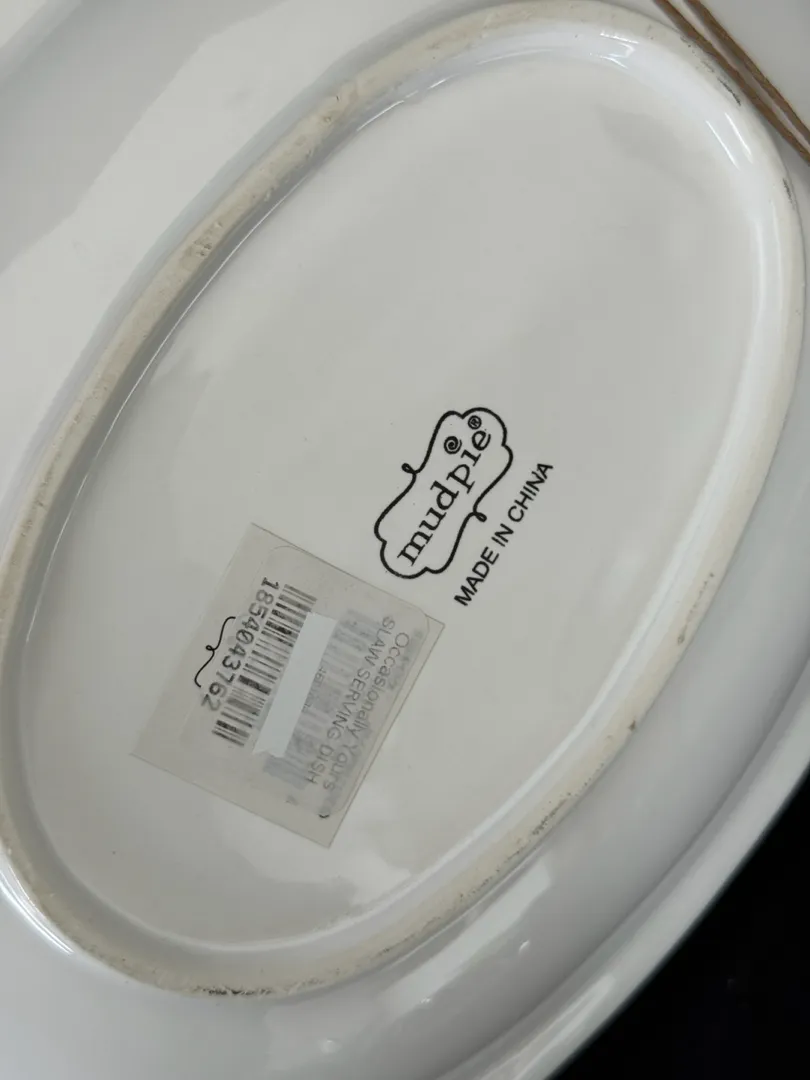 mudpie®
MADE IN CHINA
Occasionally Yours
SLAW SERVING DISH
1854043762